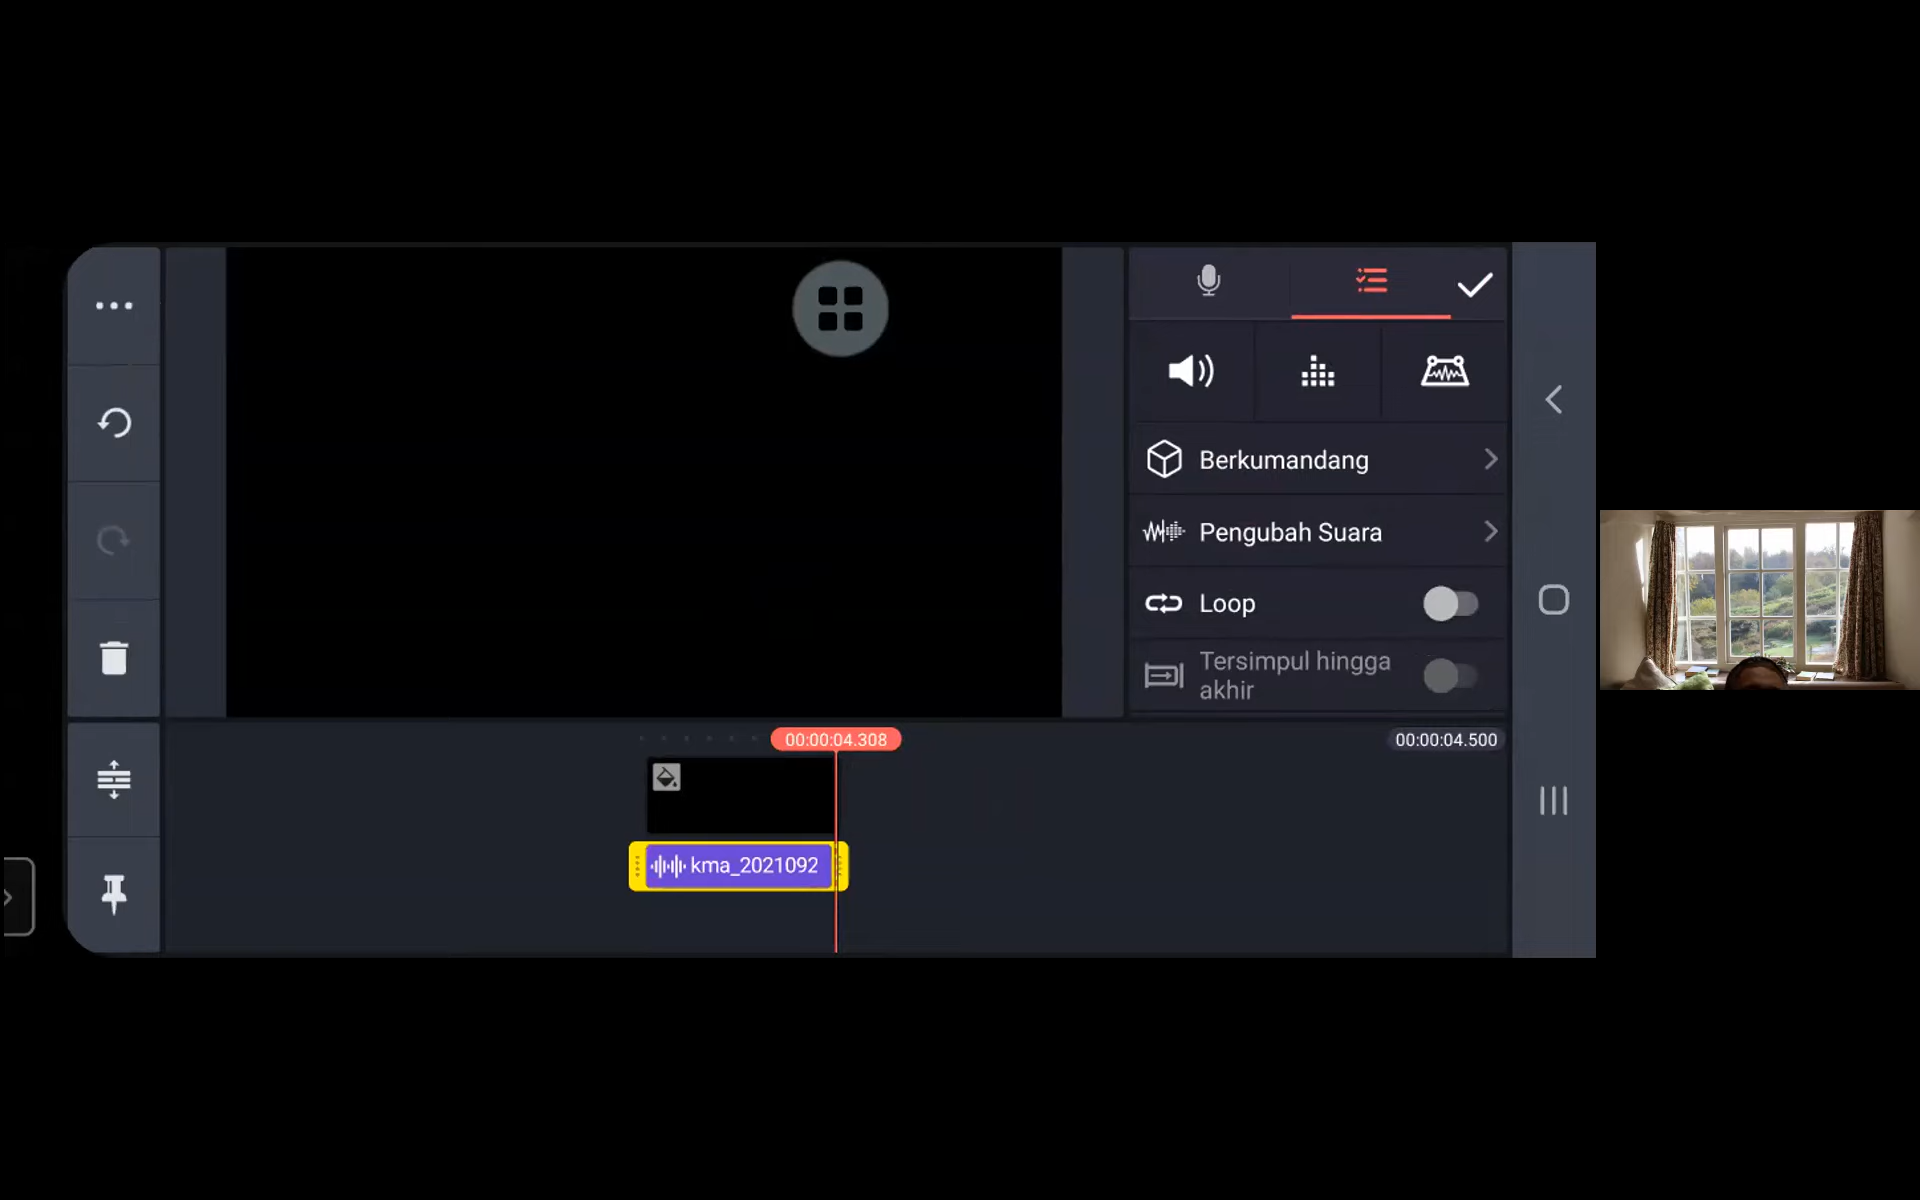 Berkumandang
Pengubah Suara
Loop
Tersimpul hingga
akhir
00:00:04.308
00:00:04.500
kma_2021092